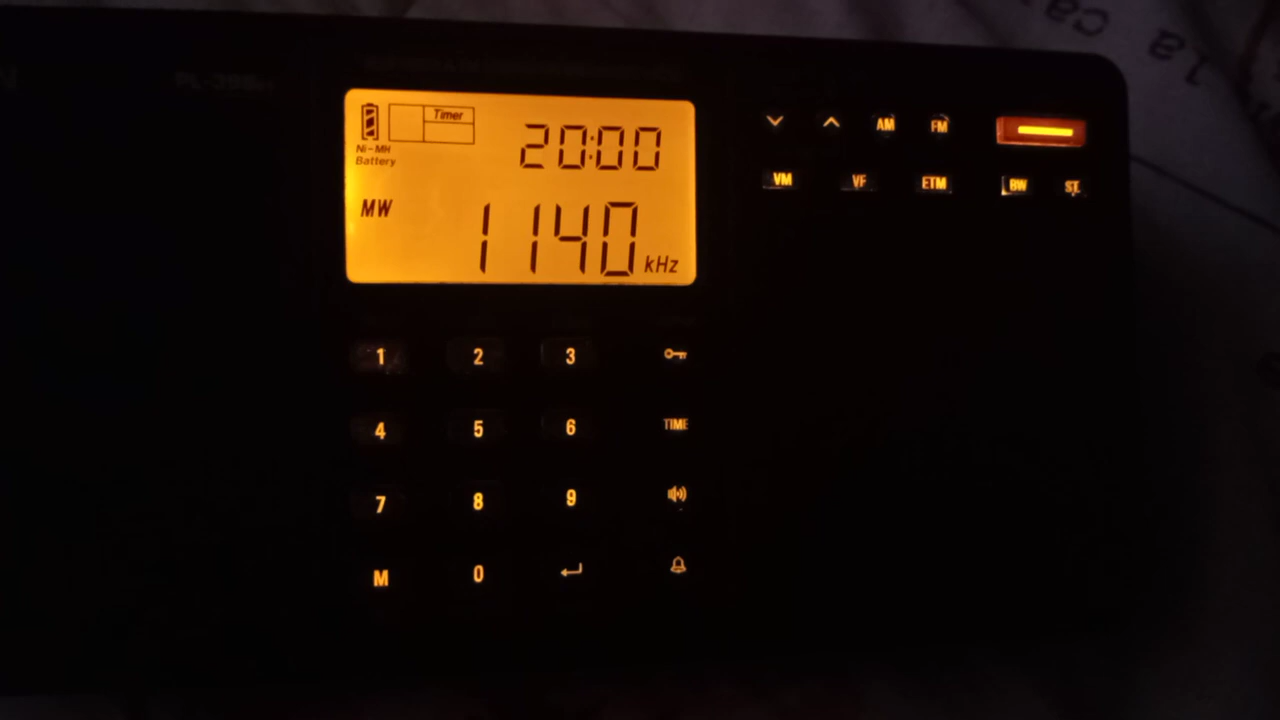 Timer
20:00
Ni-MH
Battery
MW
1140 kHz
AM FM
VM VF ETM BW ST
1 2 3
4 5 6 TIME
7 8 9
M 0